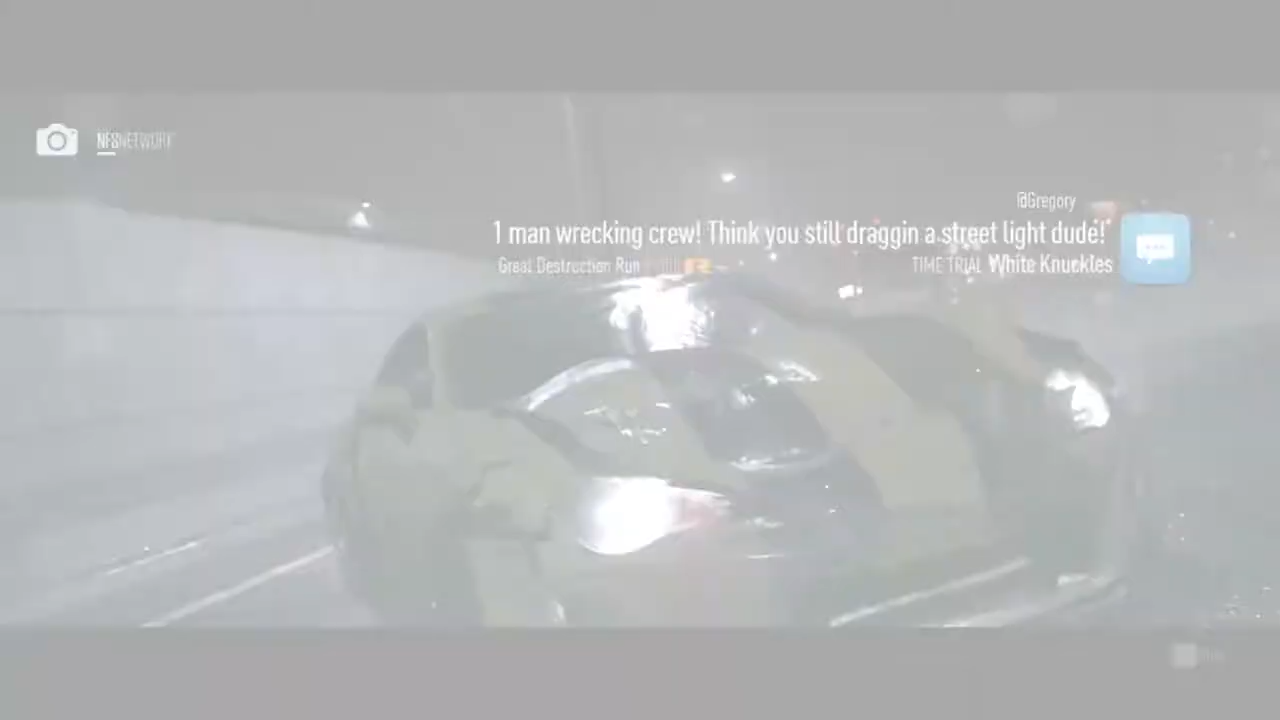 NFSNETWORK
@Gregory
1 man wrecking crew! Think you still draggin a street light dude!"
Great Destruction Run
TIME TRIAL White Knuckles